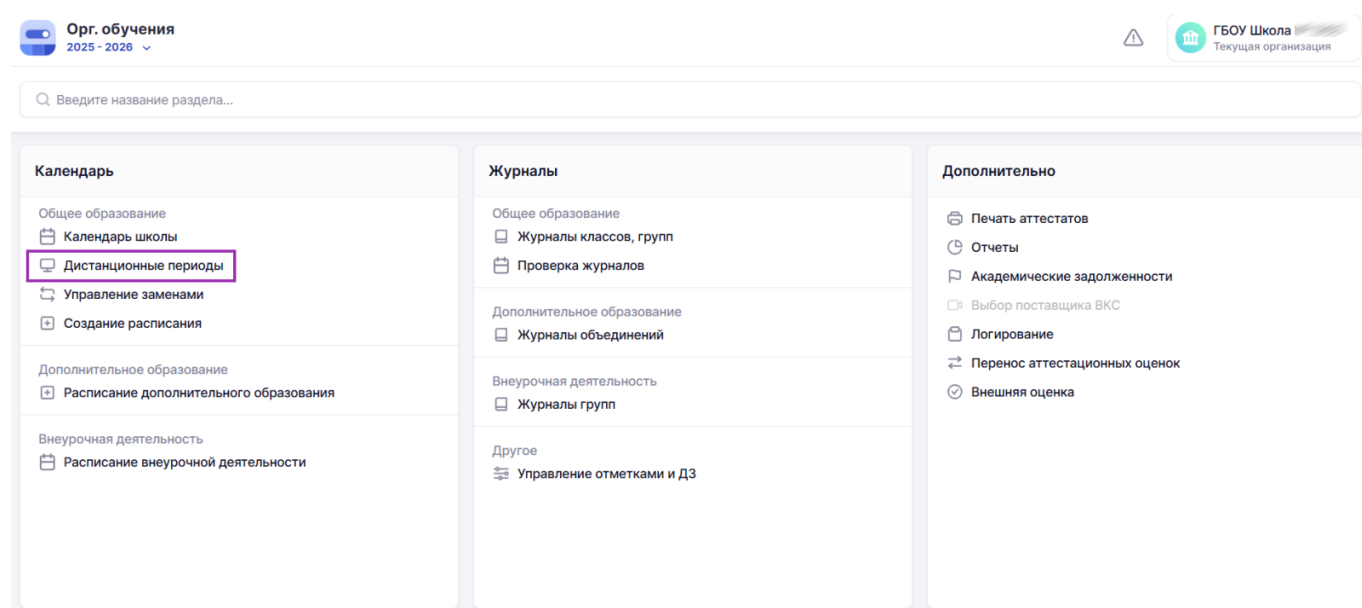 Орг. обучения
2025 - 2026
ГБОУ Школа
Текущая организация
Введите название раздела...
Календарь
Общее образование
Календарь школы
Дистанционные периоды
Управление заменами
Создание расписания
Дополнительное образование
Расписание дополнительного образования
Внеурочная деятельность
Расписание внеурочной деятельности
Журналы
Общее образование
Журналы классов, групп
Проверка журналов
Дополнительное образование
Журналы объединений
Внеурочная деятельность
Журналы групп
Другое
Управление отметками и ДЗ
Дополнительно
Печать аттестатов
Отчеты
Академические задолженности
Выбор поставщика ВКС
Логирование
Перенос аттестационных оценок
Внешняя оценка